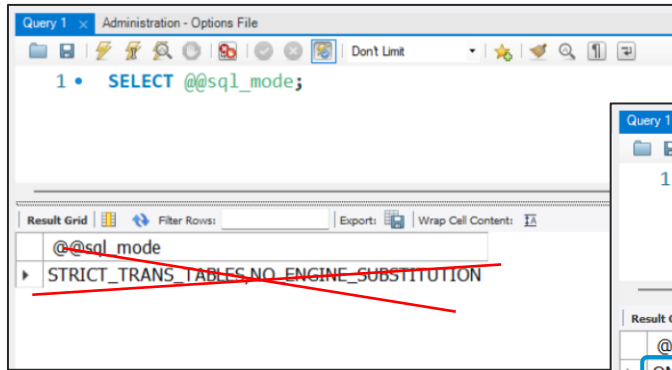 Query 1 Administration - Options File
Don't Limit
1 SELECT @@sql_mode;
Query 1
1
Result Grid Filter Rows: Export: Wrap Cell Content:
@@sql_mode
STRICT_TRANS_TABLES,NO_ENGINE_SUBSTITUTION
Result
@